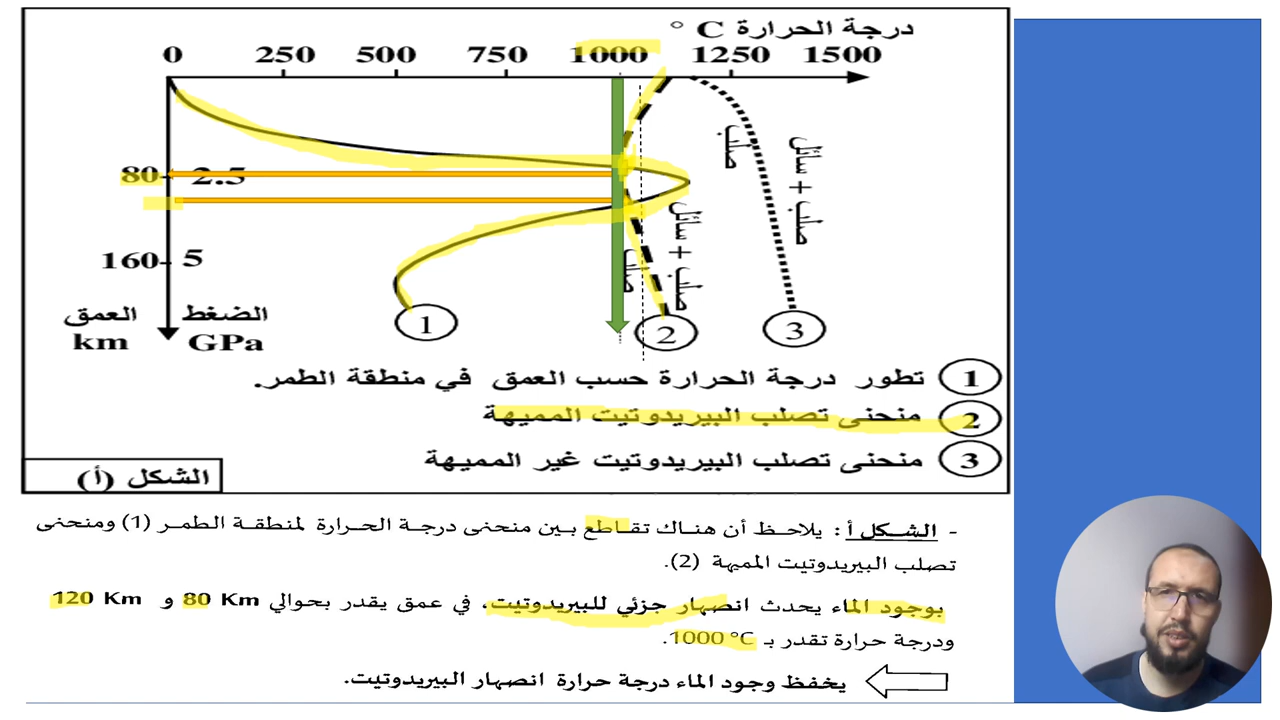 درجة الحرارة C °
0 250 500 750 1000 1250 1500
80 2.5
160 5
العمق الضغط
km GPa
صلب
صلب + سائل
صلب
صلب + سائل
1 2 3
1 تطور درجة الحرارة حسب العمق في منطقة الطمر.
2 منحنى تصلب البيريدوتيت المميهة
3 منحنى تصلب البيريدوتيت غير المميهة
الشكل (أ)
- الشكل أ: يلاحظ أن هناك تقاطع بين منحنى درجة الحرارة لمنطقة الطمر (1) ومنحنى
تصلب البيريدوتيت المميهة (2).
بوجود الماء يحدث انصهار جزئي للبيريدوتيت، في عمق يقدر بحوالي 80 Km و 120 Km
ودرجة حرارة تقدر بـ 1000 °C.
يخفظ وجود الماء درجة حرارة انصهار البيريدوتيت.